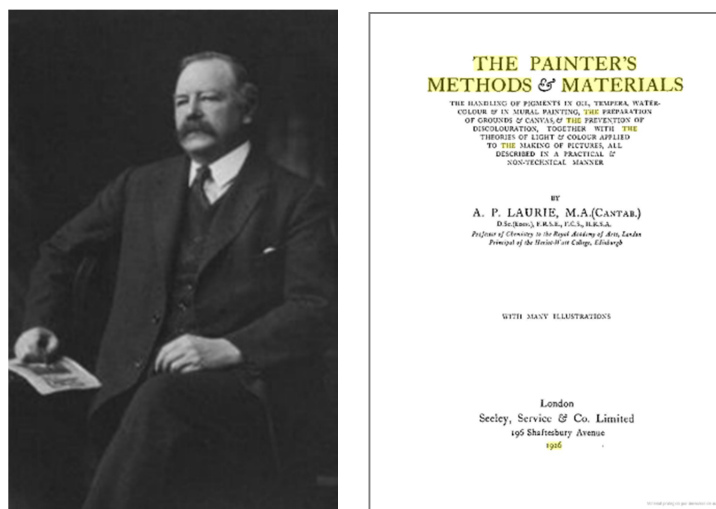 THE PAINTER'S
METHODS & MATERIALS
THE HANDLING OF PIGMENTS IN OIL, TEMPERA, WATER-
COLOUR & IN MURAL PAINTING, THE PREPARATION
OF GROUNDS & CANVAS, & THE PREVENTION OF
DISCOLOURATION, TOGETHER WITH THE
THEORIES OF LIGHT & COLOUR APPLIED
TO THE MAKING OF PICTURES, ALL
DESCRIBED IN A PRACTICAL &
NON-TECHNICAL MANNER
BY
A. P. LAURIE, M.A.(CANTAB.)
D.Sc.(EDIN.), F.R.S.E., F.C.S., H.R.S.A.
Professor of Chemistry to the Royal Academy of Arts, London
Principal of the Heriot-Watt College, Edinburgh
WITH MANY ILLUSTRATIONS
London
Seeley, Service & Co. Limited
196 Shaftesbury Avenue
1926